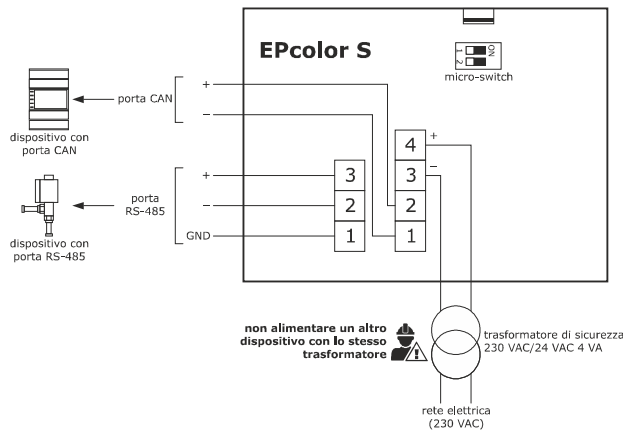 EPcolor S
ON
1
2
micro-switch
+
porta CAN
−
dispositivo con
porta CAN
4
+
3
3
−
+
porta
RS-485
−
2
2
GND
1
1
dispositivo con
porta RS-485
non alimentare un altro
dispositivo con lo stesso
trasformatore
trasformatore di sicurezza
230 VAC/24 VAC 4 VA
rete elettrica
(230 VAC)